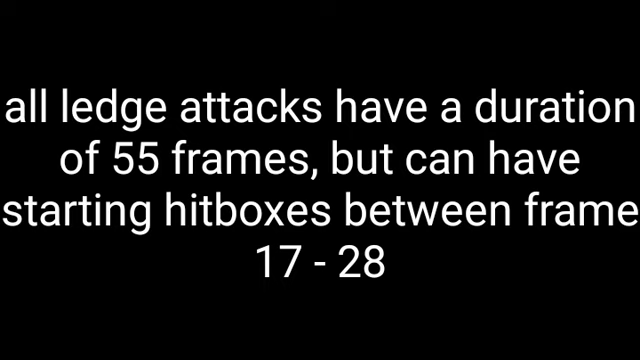 all ledge attacks have a duration
of 55 frames, but can have
starting hitboxes between frame
17 - 28